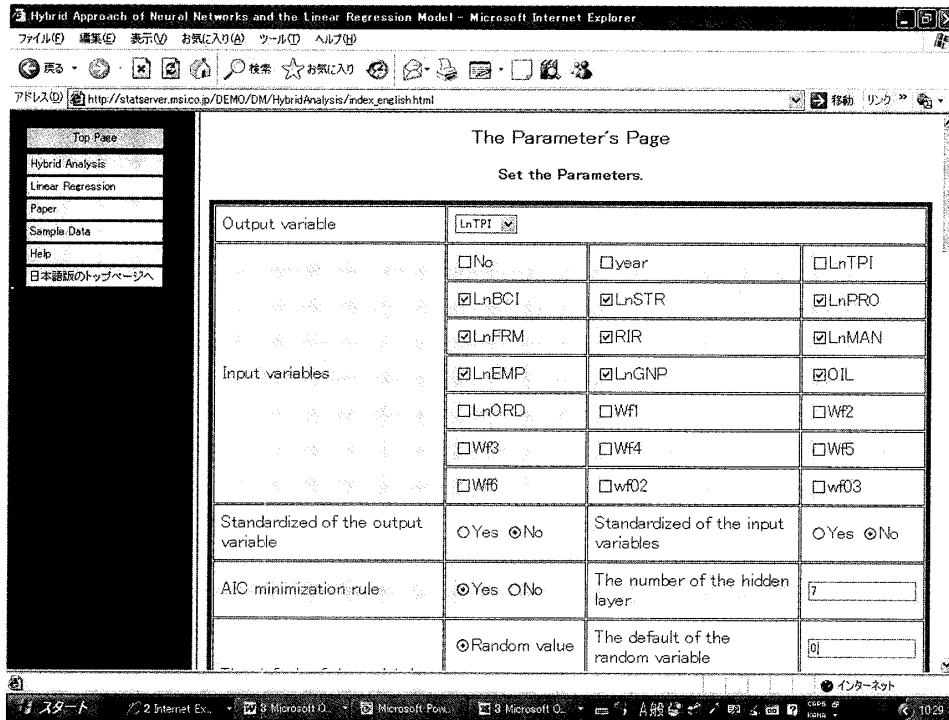 Hybrid Approach of Neural Networks and the Linear Regression Model - Microsoft Internet Explorer
ファイル(F) 編集(E) 表示(V) お気に入り(A) ツール(T) ヘルプ(H)
戻る 検索 お気に入り
アドレス(D) http://statserver.msi.co.jp/DEMO/DM/HybridAnalysis/index_english.html 移動 リンク »
Top Page
Hybrid Analysis
Linear Regression
Paper
Sample Data
Help
日本語版のトップページへ
The Parameter's Page
Set the Parameters.
Output variable LnTPI
Input variables
No year LnTPI
LnBCI LnSTR LnPRO
LnFRM RIR LnMAN
LnEMP LnGNP OIL
LnORD Wf1 Wf2
Wf3 Wf4 Wf5
Wf6 wf02 wf03
Standardized of the output variable Yes No Standardized of the input variables Yes No
AIC minimization rule Yes No The number of the hidden layer 7
Random value The default of the random variable 0
インターネット
スタート 2 Internet Ex... 3 Microsoft O... Microsoft Pow... 3 Microsoft O... A般 CAPS KANA 10:29